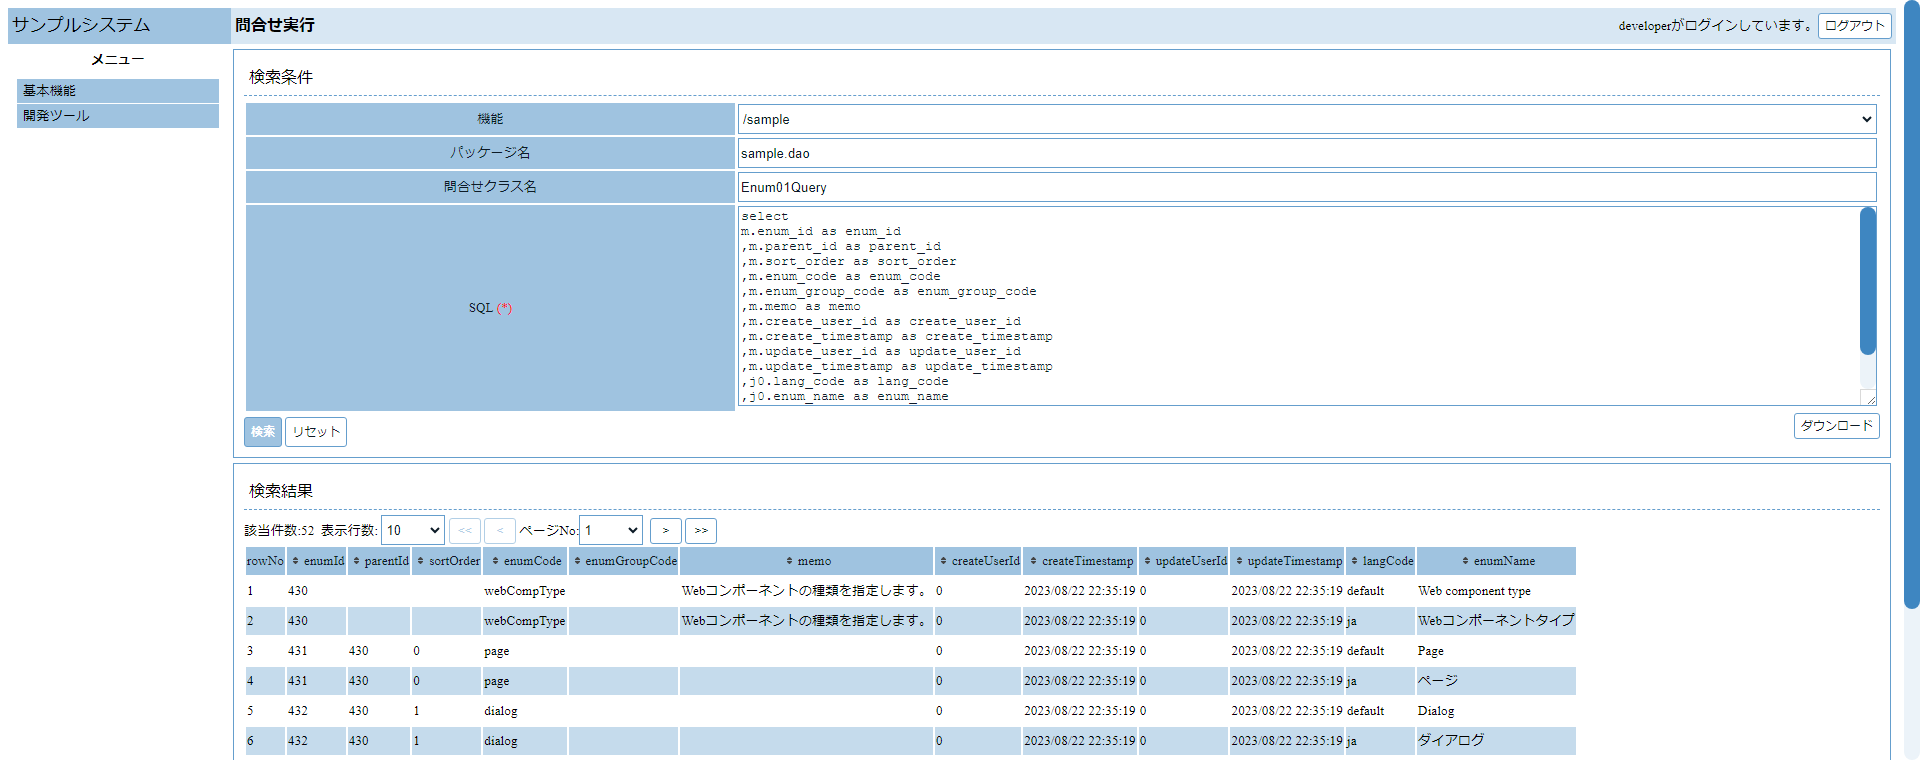 サンプルシステム 問合せ実行 developerがログインしています。 ログアウト
メニュー
基本機能
開発ツール
検索条件
機能 /sample
パッケージ名 sample.dao
問合せクラス名 Enum01Query
SQL (*)
select
m.enum_id as enum_id
,m.parent_id as parent_id
,m.sort_order as sort_order
,m.enum_code as enum_code
,m.enum_group_code as enum_group_code
,m.memo as memo
,m.create_user_id as create_user_id
,m.create_timestamp as create_timestamp
,m.update_user_id as update_user_id
,m.update_timestamp as update_timestamp
,j0.lang_code as lang_code
,j0.enum_name as enum_name
検索 リセット ダウンロード
検索結果
該当件数:52 表示行数: 10 << < ページNo: 1 > >>
rowNo enumId parentId sortOrder enumCode enumGroupCode memo createUserId createTimestamp updateUserId updateTimestamp langCode enumName
1 430 webCompType Webコンポーネントの種類を指定します。 0 2023/08/22 22:35:19 0 2023/08/22 22:35:19 default Web component type
2 430 webCompType Webコンポーネントの種類を指定します。 0 2023/08/22 22:35:19 0 2023/08/22 22:35:19 ja Webコンポーネントタイプ
3 431 430 0 page 0 2023/08/22 22:35:19 0 2023/08/22 22:35:19 default Page
4 431 430 0 page 0 2023/08/22 22:35:19 0 2023/08/22 22:35:19 ja ページ
5 432 430 1 dialog 0 2023/08/22 22:35:19 0 2023/08/22 22:35:19 default Dialog
6 432 430 1 dialog 0 2023/08/22 22:35:19 0 2023/08/22 22:35:19 ja ダイアログ